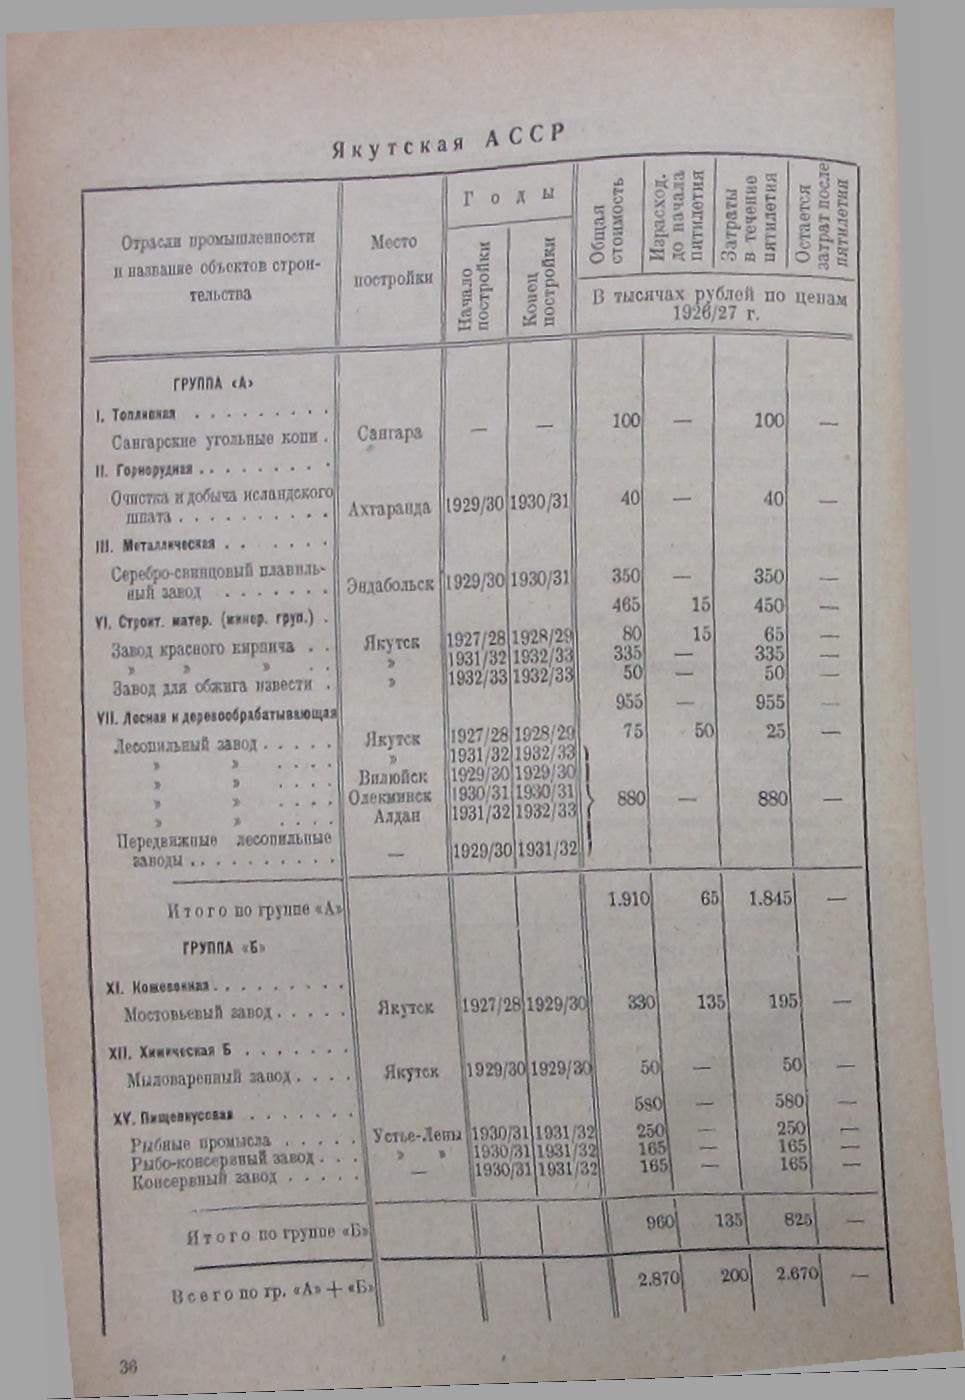 Якутская АССР
Отрасли промышленности и название объектов строительства | Место постройки | Годы | Общая стоимость | Израсход. до начала пятилетия | Затраты в течение пятилетия | Остается затрат после пятилетия
Начало постройки | Конец постройки | В тысячах рублей по ценам 1926/27 г.
ГРУППА «А»
I. Топливная . . . . . . . . .
Сангарские угольные копи . | Сангара | — | — | 100 | — | 100 | —
II. Горнорудная . . . . . . . .
Очистка и добыча исландского
шпата . . . . . . . . . . | Ахтаранда | 1929/30 | 1930/31 | 40 | — | 40 | —
III. Металлическая . . . . . . .
Серебро-свинцовый плавиль-
ный завод . . . . . . . | Эндабольск | 1929/30 | 1930/31 | 350 | — | 350 | —
VI. Строит. матер. (минер. груп.) . | 465 | 15 | 450 | —
Завод красного кирпича . . | Якутск | 1927/28 | 1928/29 | 80 | 15 | 65 | —
» » » . . | » | 1931/32 | 1932/33 | 335 | — | 335 | —
Завод для обжига извести . | » | 1932/33 | 1932/33 | 50 | — | 50 | —
VII. Лесная и деревообрабатывающая | 955 | — | 955 | —
Лесопильный завод . . . . . | Якутск | 1927/28 | 1928/29 | 75 | 50 | 25 | —
» » . . . . | » | 1931/32 | 1932/33
» » . . . . | Вилюйск | 1929/30 | 1929/30
» » . . . . | Олекминск | 1930/31 | 1930/31 | 880 | — | 880 | —
» » . . . . | Алдан | 1931/32 | 1932/33
Передвижные лесопильные
заводы . . . . . . . . . . | — | 1929/30 | 1931/32
Итого по группе «А» | 1.910 | 65 | 1.845 | —
ГРУППА «Б»
XI. Кожевенная . . . . . . . . .
Мостовьевый завод . . . . . | Якутск | 1927/28 | 1929/30 | 330 | 135 | 195 | —
XII. Химическая Б . . . . . . .
Мыловаренный завод . . . . | Якутск | 1929/30 | 1929/30 | 50 | — | 50 | —
XV. Пищевкусовая . . . . . . . | 580 | — | 580 | —
Рыбные промысла . . . . . | Устье-Лены | 1930/31 | 1931/32 | 250 | — | 250 | —
Рыбо-консервный завод . . . | » » | 1930/31 | 1931/32 | 165 | — | 165 | —
Консервный завод . . . . . | — | 1930/31 | 1931/32 | 165 | — | 165 | —
Итого по группе «Б» | 960 | 135 | 825 | —
Всего по гр. «А» + «Б» | 2.870 | 200 | 2.670 | —
36